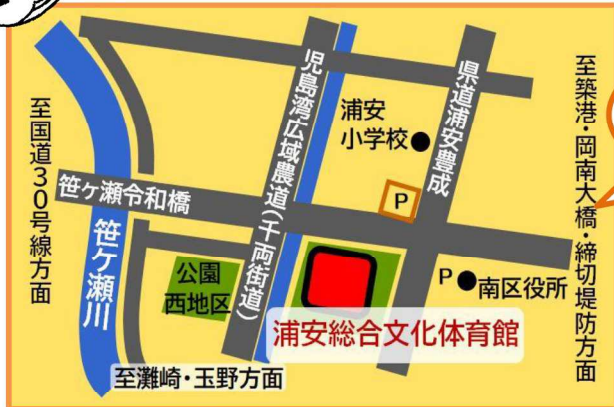 至国道30号線方面
笹ヶ瀬川
笹ヶ瀬令和橋
公園
西地区
至灘崎・玉野方面
児島湾広域農道(千両街道)
浦安
小学校
P
県道浦安豊成
P
南区役所
浦安総合文化体育館
至築港・岡南大橋・締切堤防方面